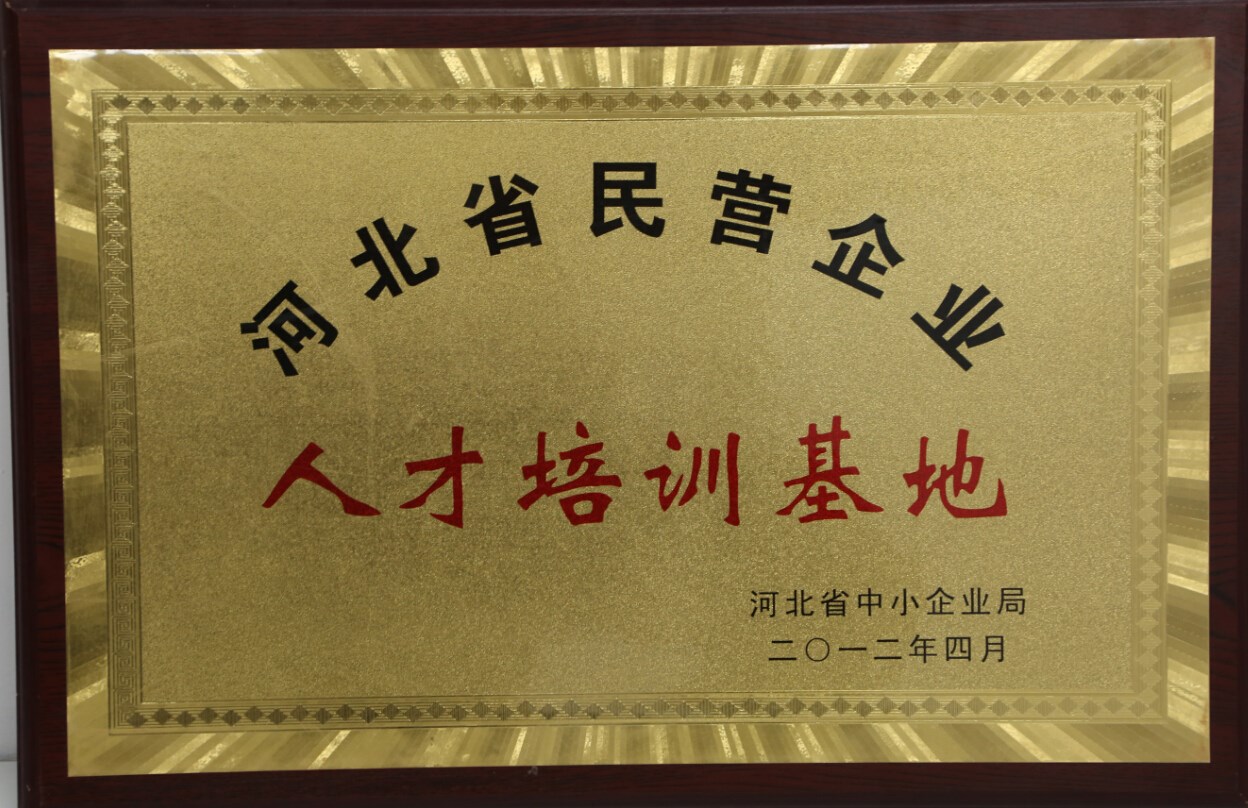 河北省民营企业
人才培训基地
河北省中小企业局
二〇一二年四月